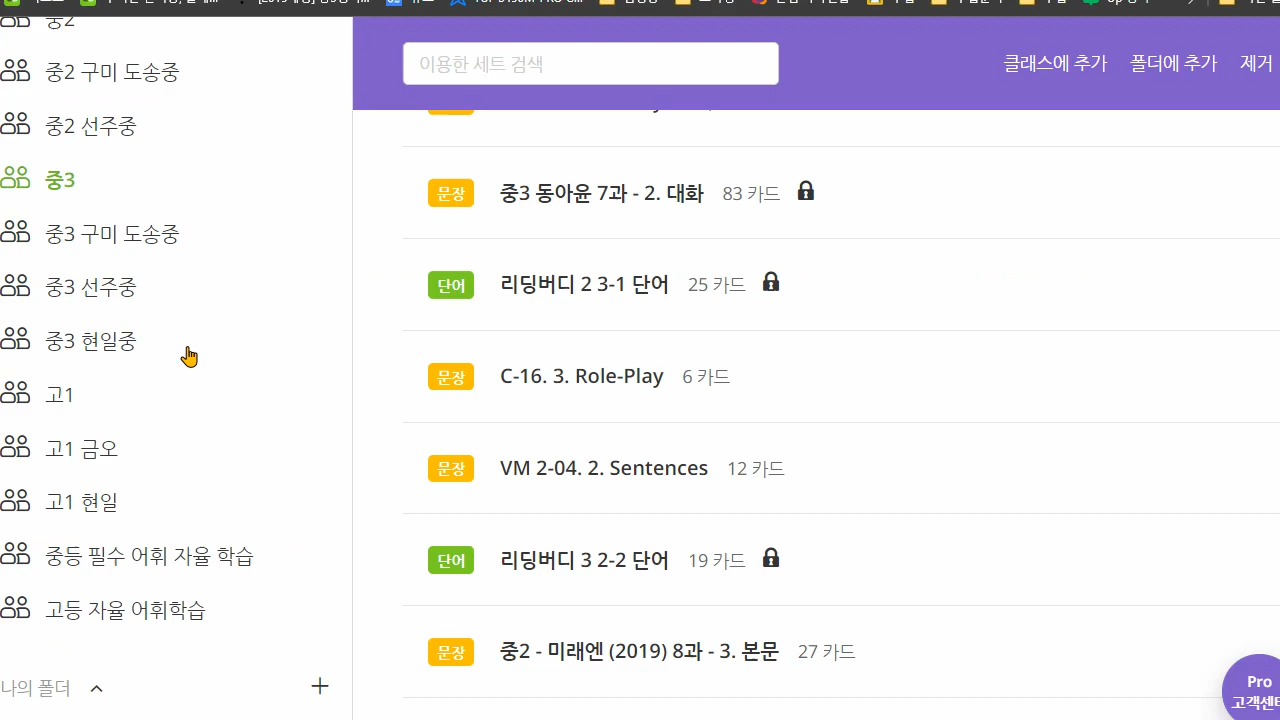 중2
중2 구미 도송중
중2 선주중
중3
중3 구미 도송중
중3 선주중
중3 현일중
고1
고1 금오
고1 현일
중등 필수 어휘 자율 학습
고등 자율 어휘학습
나의 폴더
이용한 세트 검색
클래스에 추가 폴더에 추가 제거
문장 중3 동아윤 7과 - 2. 대화 83 카드
단어 리딩버디 2 3-1 단어 25 카드
문장 C-16. 3. Role-Play 6 카드
문장 VM 2-04. 2. Sentences 12 카드
단어 리딩버디 3 2-2 단어 19 카드
문장 중2 - 미래엔 (2019) 8과 - 3. 본문 27 카드
Pro
고객센터